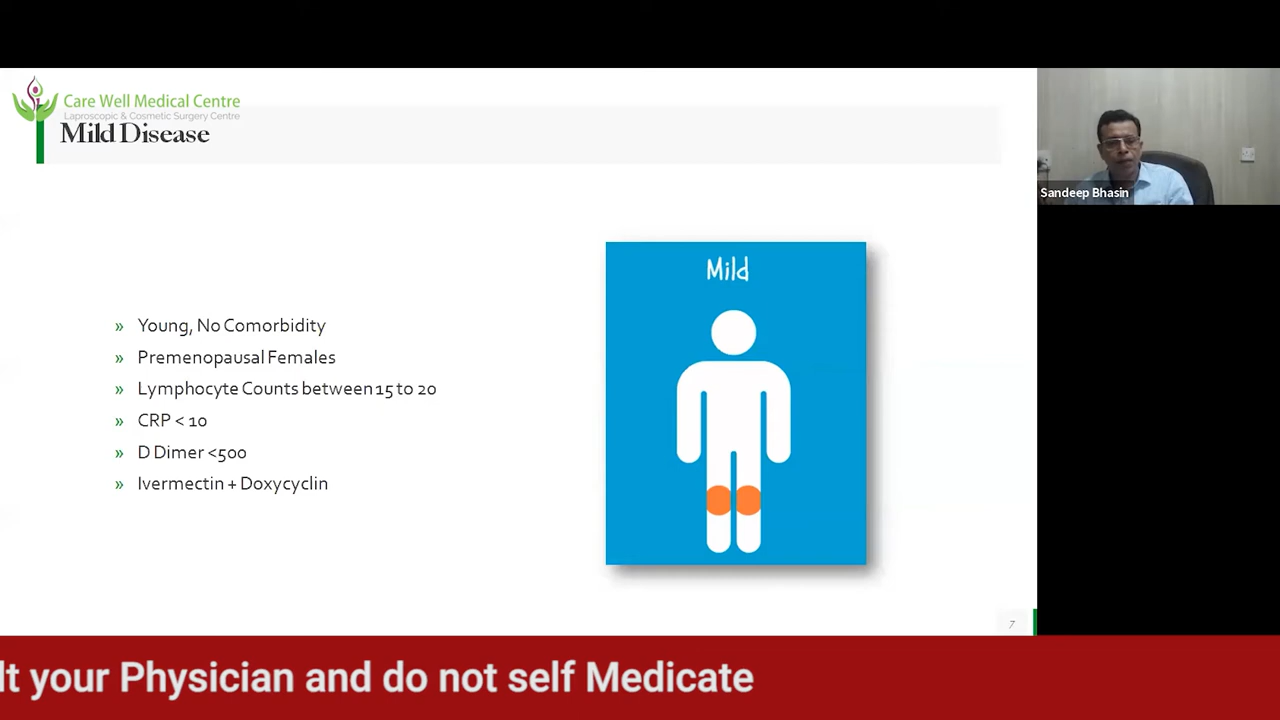 Care Well Medical Centre
Laproscopic & Cosmetic Surgery Centre
Mild Disease
Sandeep Bhasin
Mild
» Young, No Comorbidity
» Premenopausal Females
» Lymphocyte Counts between 15 to 20
» CRP < 10
» D Dimer <500
» Ivermectin + Doxycyclin
7
lt your Physician and do not self Medicate